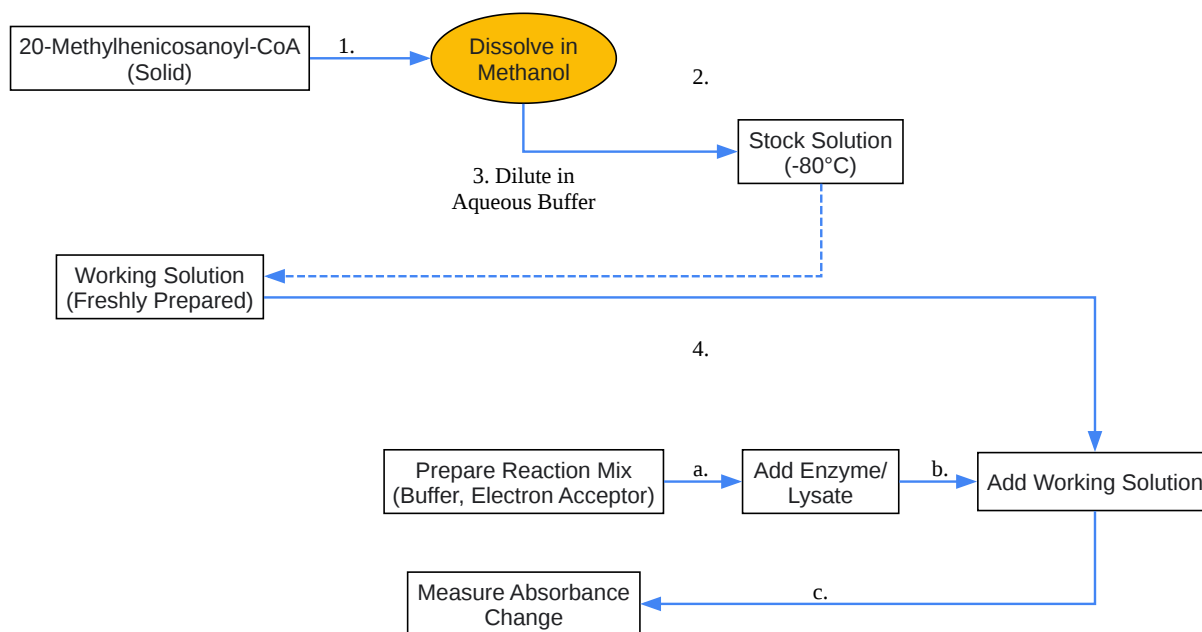 20-Methylhenicosanoyl-CoA
(Solid)
1.
Dissolve in
Methanol
2.
Stock Solution
(-80°C)
3. Dilute in
Aqueous Buffer
Working Solution
(Freshly Prepared)
4.
Prepare Reaction Mix
(Buffer, Electron Acceptor)
a.
Add Enzyme/
Lysate
b.
Add Working Solution
c.
Measure Absorbance
Change